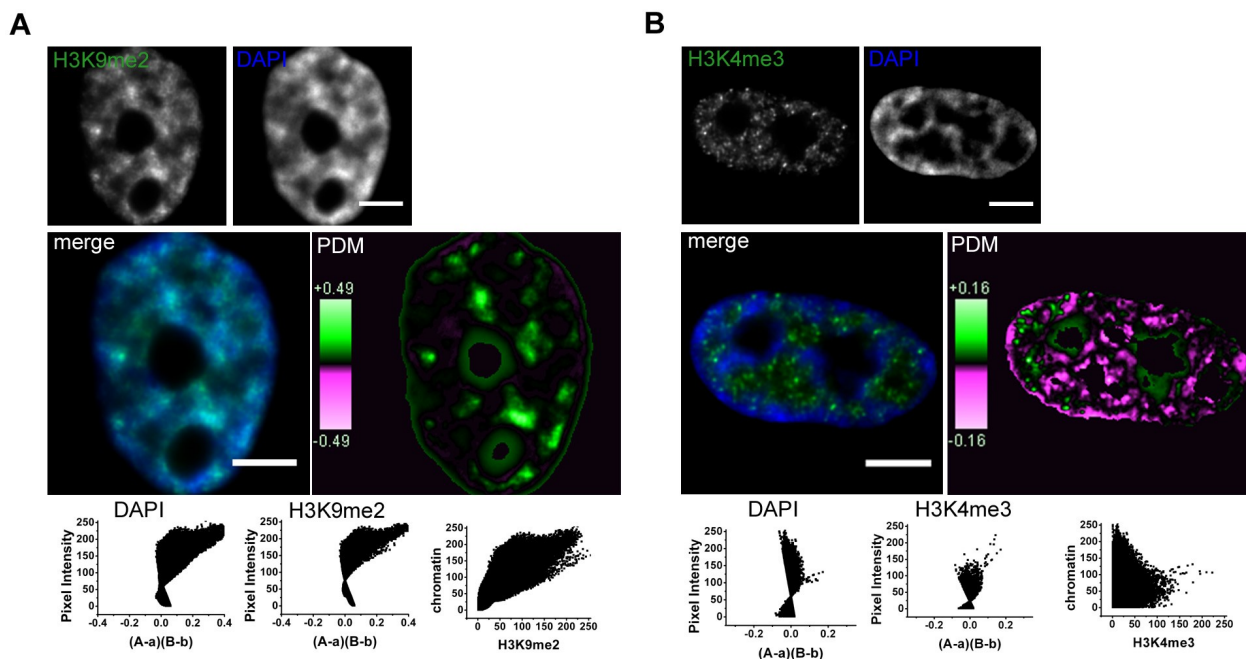 A
H3K9me2
DAPI
merge
PDM
+0.49
-0.49
DAPI
Pixel Intensity
250
200
150
100
50
0
-0.4 -0.2 0.0 0.2 0.4
(A-a)(B-b)
H3K9me2
Pixel Intensity
250
200
150
100
50
0
-0.4 -0.2 0.0 0.2 0.4
(A-a)(B-b)
chromatin
250
200
150
100
50
0
0 50 100 150 200 250
H3K9me2
B
H3K4me3
DAPI
merge
PDM
+0.16
-0.16
DAPI
Pixel Intensity
250
200
150
100
50
0
-0.2 0.0 0.2
(A-a)(B-b)
H3K4me3
Pixel Intensity
250
200
150
100
50
0
-0.2 0.0 0.2
(A-a)(B-b)
chromatin
250
200
150
100
50
0
0 50 100 150 200 250
H3K4me3